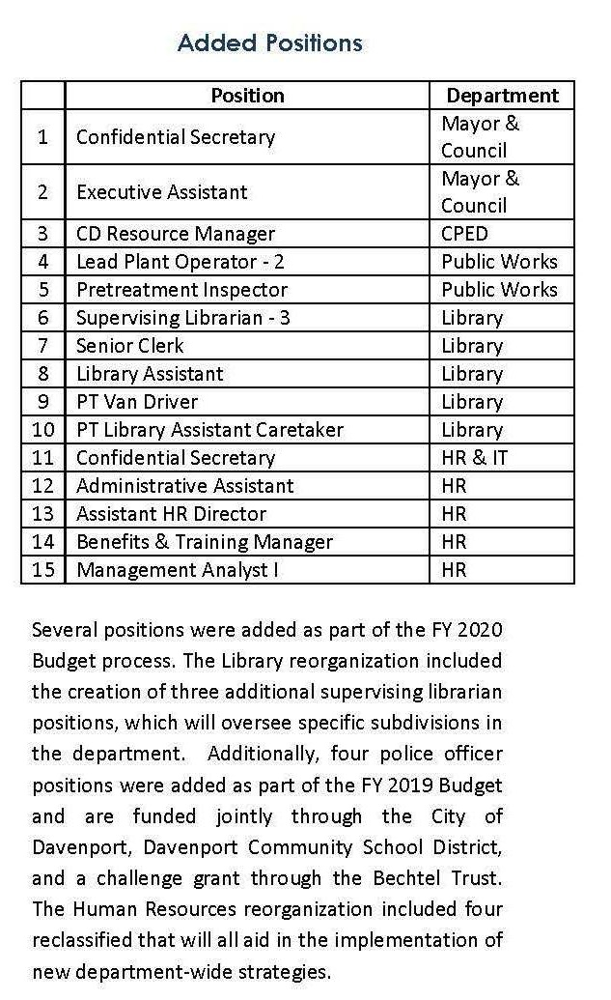 Added Positions
Position Department
1 Confidential Secretary Mayor &
Council
2 Executive Assistant Mayor &
Council
3 CD Resource Manager CPED
4 Lead Plant Operator - 2 Public Works
5 Pretreatment Inspector Public Works
6 Supervising Librarian - 3 Library
7 Senior Clerk Library
8 Library Assistant Library
9 PT Van Driver Library
10 PT Library Assistant Caretaker Library
11 Confidential Secretary HR & IT
12 Administrative Assistant HR
13 Assistant HR Director HR
14 Benefits & Training Manager HR
15 Management Analyst I HR
Several positions were added as part of the FY 2020
Budget process. The Library reorganization included
the creation of three additional supervising librarian
positions, which will oversee specific subdivisions in
the department. Additionally, four police officer
positions were added as part of the FY 2019 Budget
and are funded jointly through the City of
Davenport, Davenport Community School District,
and a challenge grant through the Bechtel Trust.
The Human Resources reorganization included four
reclassified that will all aid in the implementation of
new department-wide strategies.